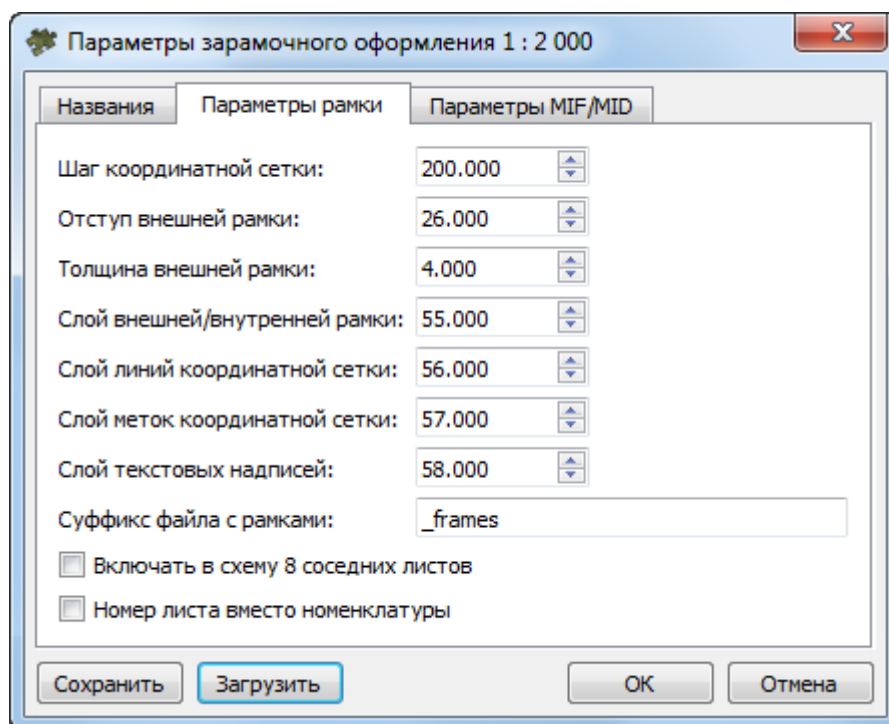 Параметры зарамочного оформления 1 : 2 000
Названия Параметры рамки Параметры MIF/MID
Шаг координатной сетки: 200.000
Отступ внешней рамки: 26.000
Толщина внешней рамки: 4.000
Слой внешней/внутренней рамки: 55.000
Слой линий координатной сетки: 56.000
Слой меток координатной сетки: 57.000
Слой текстовых надписей: 58.000
Суффикс файла с рамками: _frames
Включать в схему 8 соседних листов
Номер листа вместо номенклатуры
Сохранить Загрузить ОК Отмена